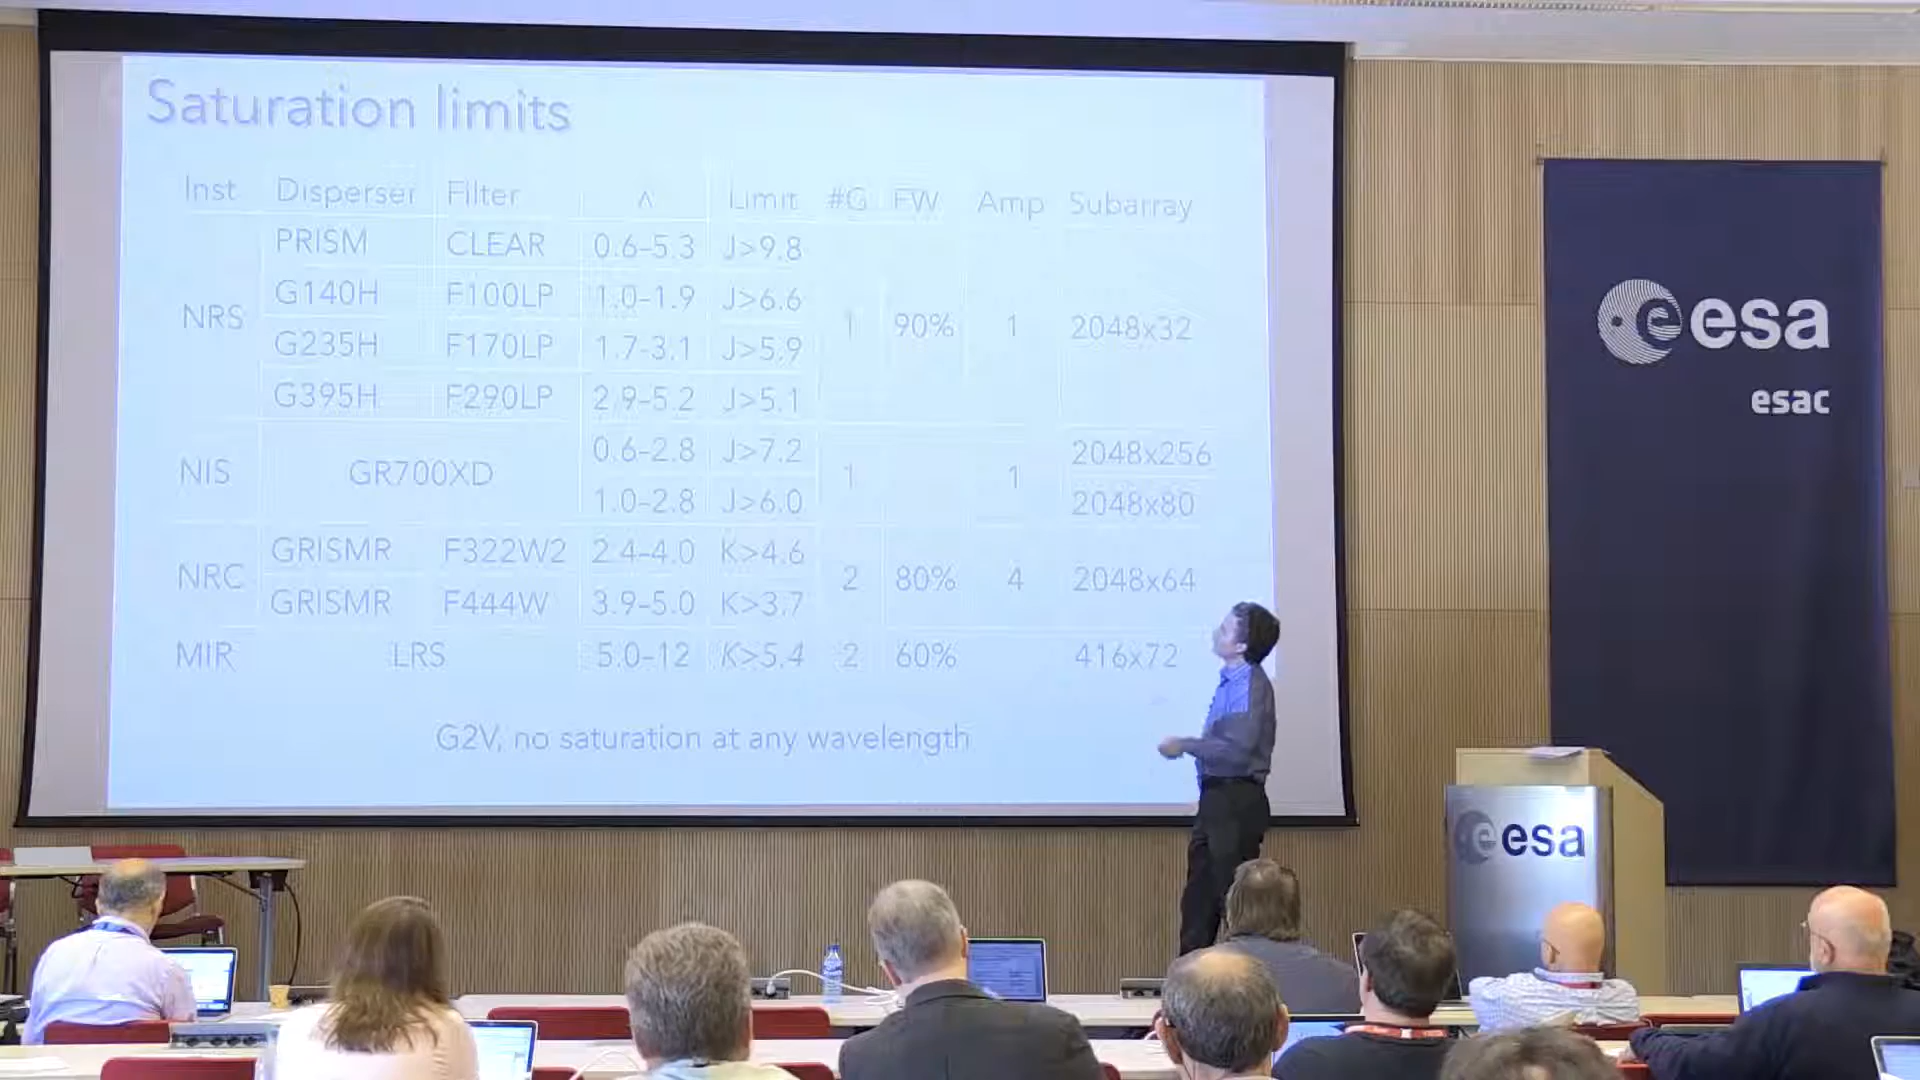 Saturation limits
Inst Disperser Filter λ Limit #G FW Amp Subarray
PRISM CLEAR 0.6–5.3 J>9.8
G140H F100LP 1.0–1.9 J>6.6
NRS 1 90% 1 2048x32
G235H F170LP 1.7–3.1 J>5.9
G395H F290LP 2.9–5.2 J>5.1
0.6–2.8 J>7.2 2048x256
NIS GR700XD 1 1
1.0–2.8 J>6.0 2048x80
GRISMR F322W2 2.4–4.0 K>4.6
NRC 2 80% 4 2048x64
GRISMR F444W 3.9–5.0 K>3.7
MIR LRS 5.0–12 K>5.4 2 60% 416x72
G2V, no saturation at any wavelength
esa
esac
esa